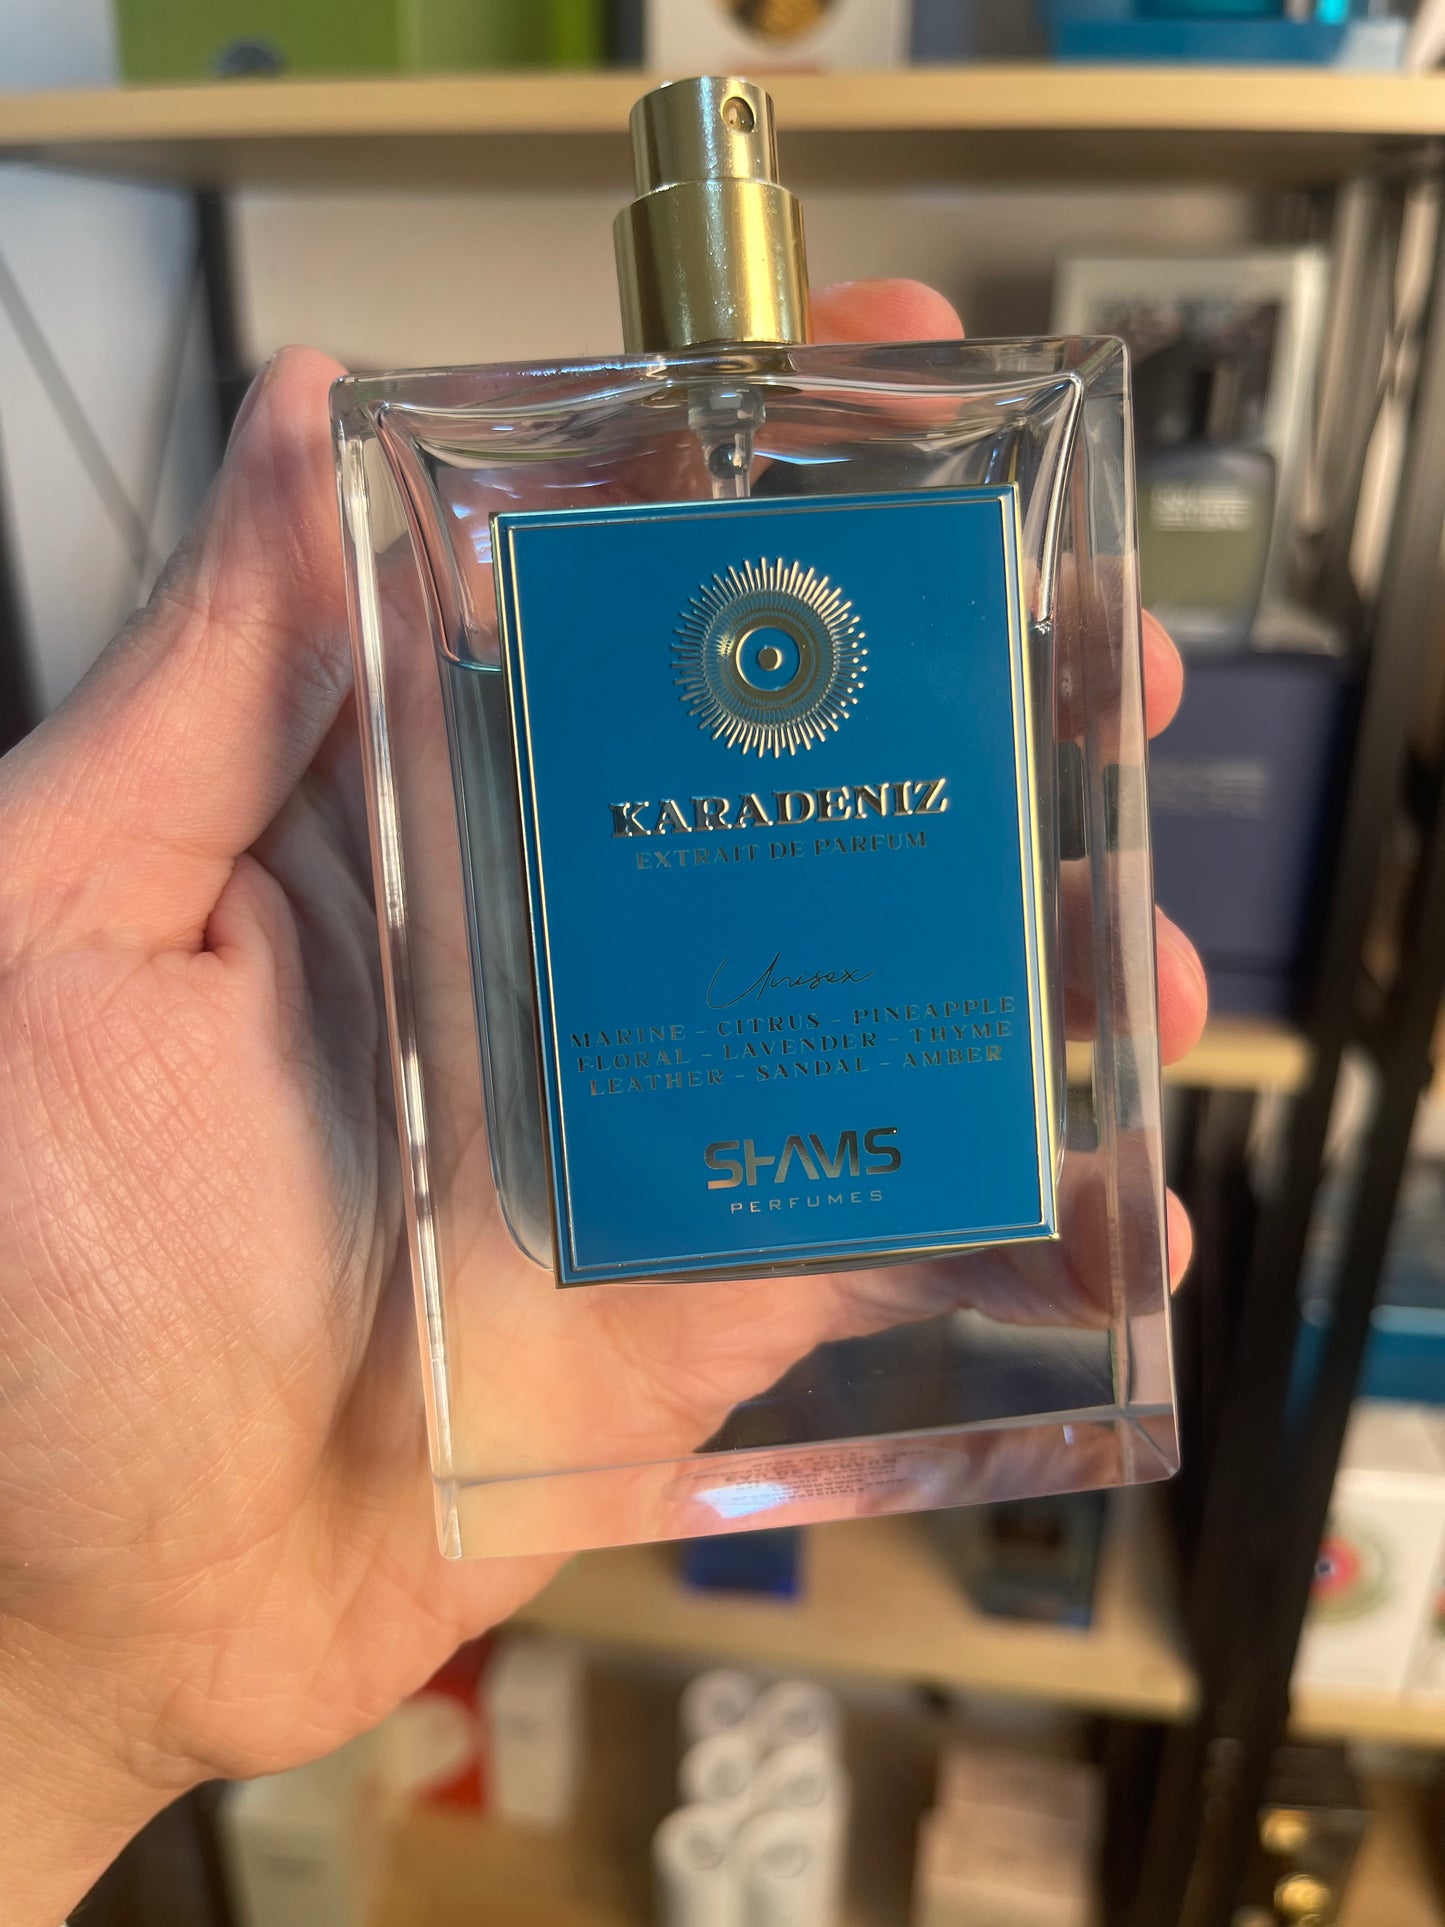 KARADENIZ
EXTRAIT DE PARFUM
Unisex
MARINE - CITRUS - PINEAPPLE
FLORAL - LAVENDER - THYME
LEATHER - SANDAL - AMBER
SHAMS
PERFUMES